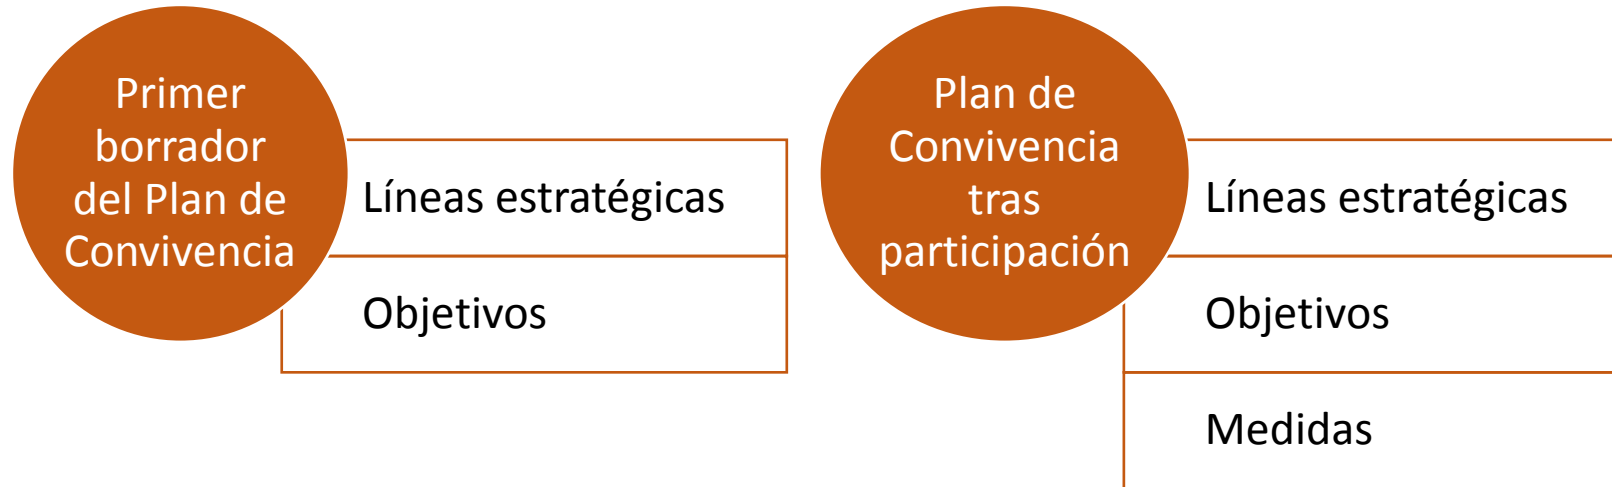 Primer
borrador
del Plan de
Convivencia
Líneas estratégicas
Objetivos
Plan de
Convivencia
tras
participación
Líneas estratégicas
Objetivos
Medidas